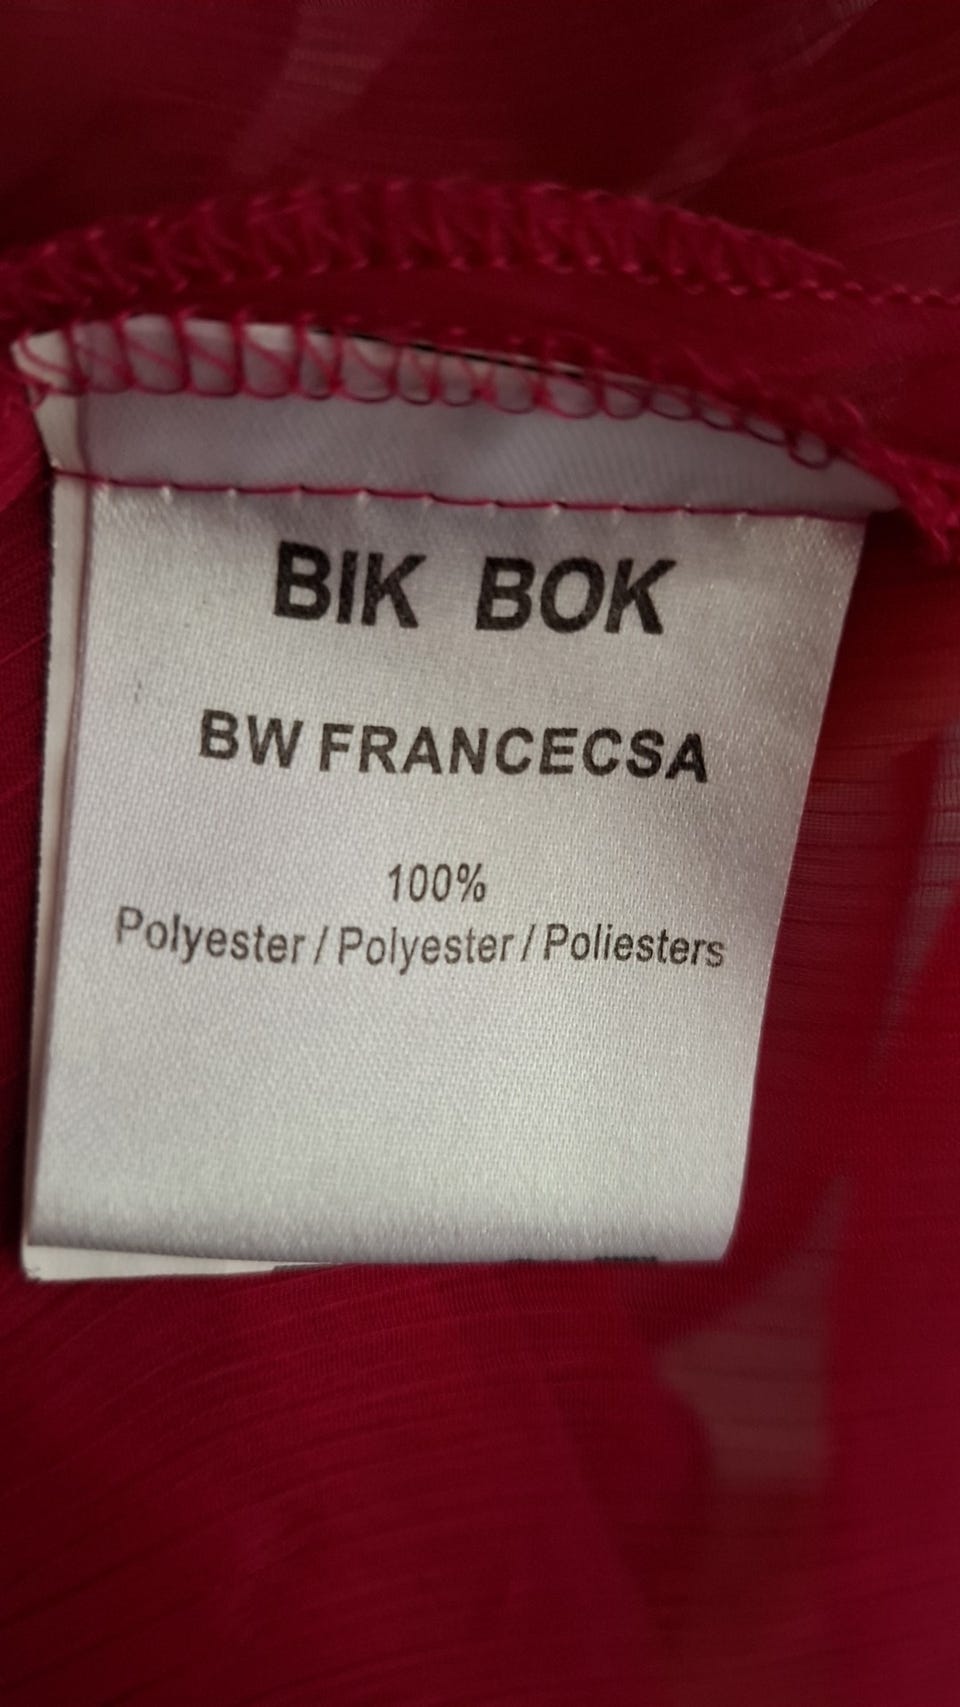 BIK BOK
BW FRANCECSA
100%
Polyester / Polyester / Poliesters